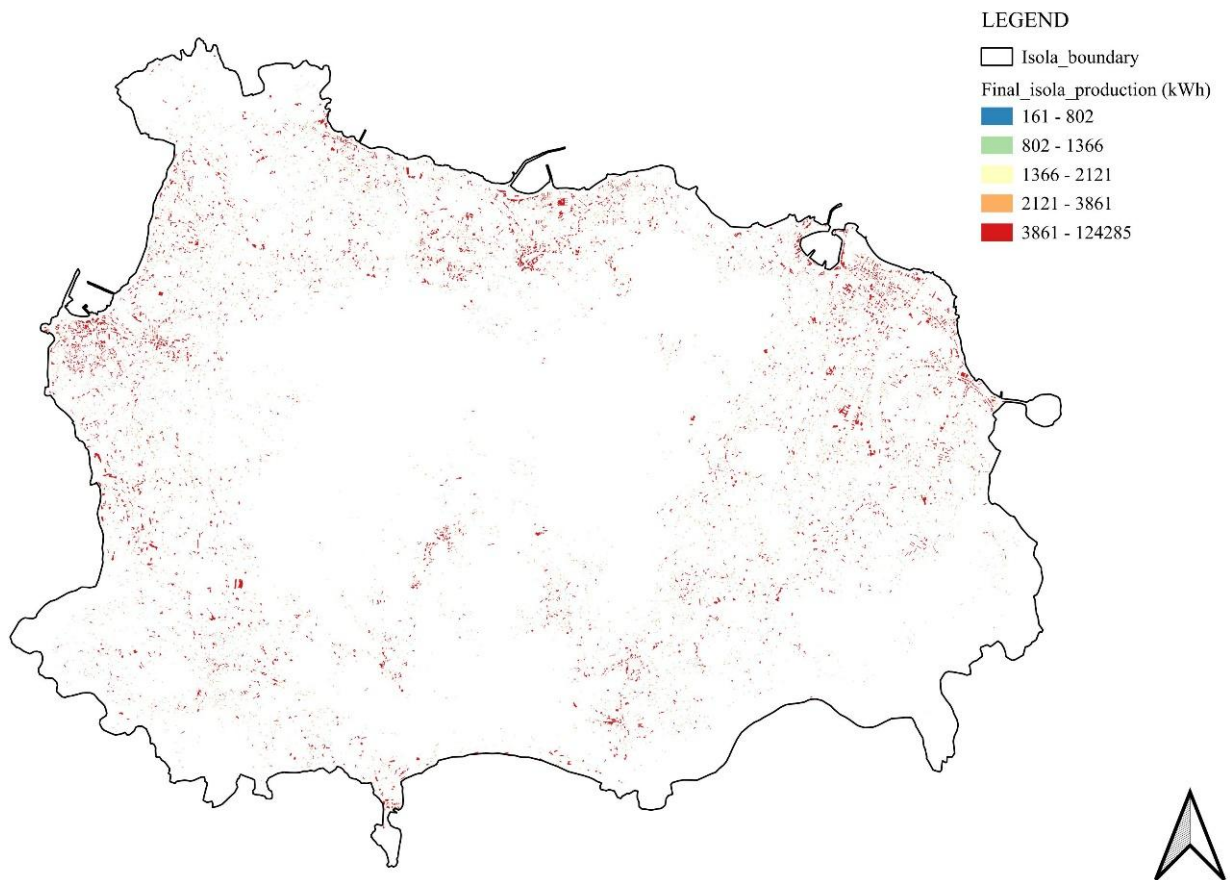 LEGEND
Isola_boundary
Final_isola_production (kWh)
161 - 802
802 - 1366
1366 - 2121
2121 - 3861
3861 - 124285